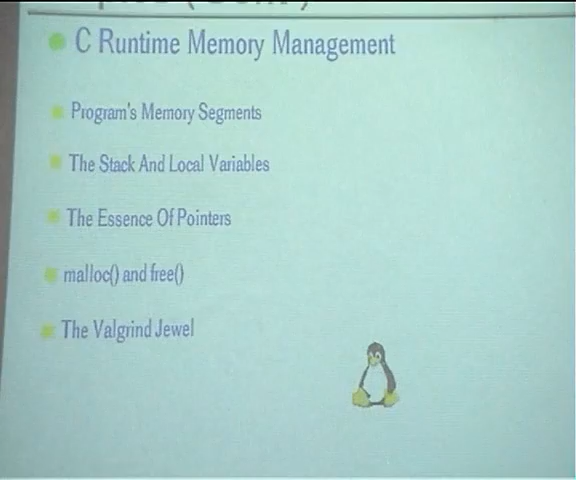 C Runtime Memory Management
Program's Memory Segments
The Stack And Local Variables
The Essence Of Pointers
malloc() and free()
The Valgrind Jewel